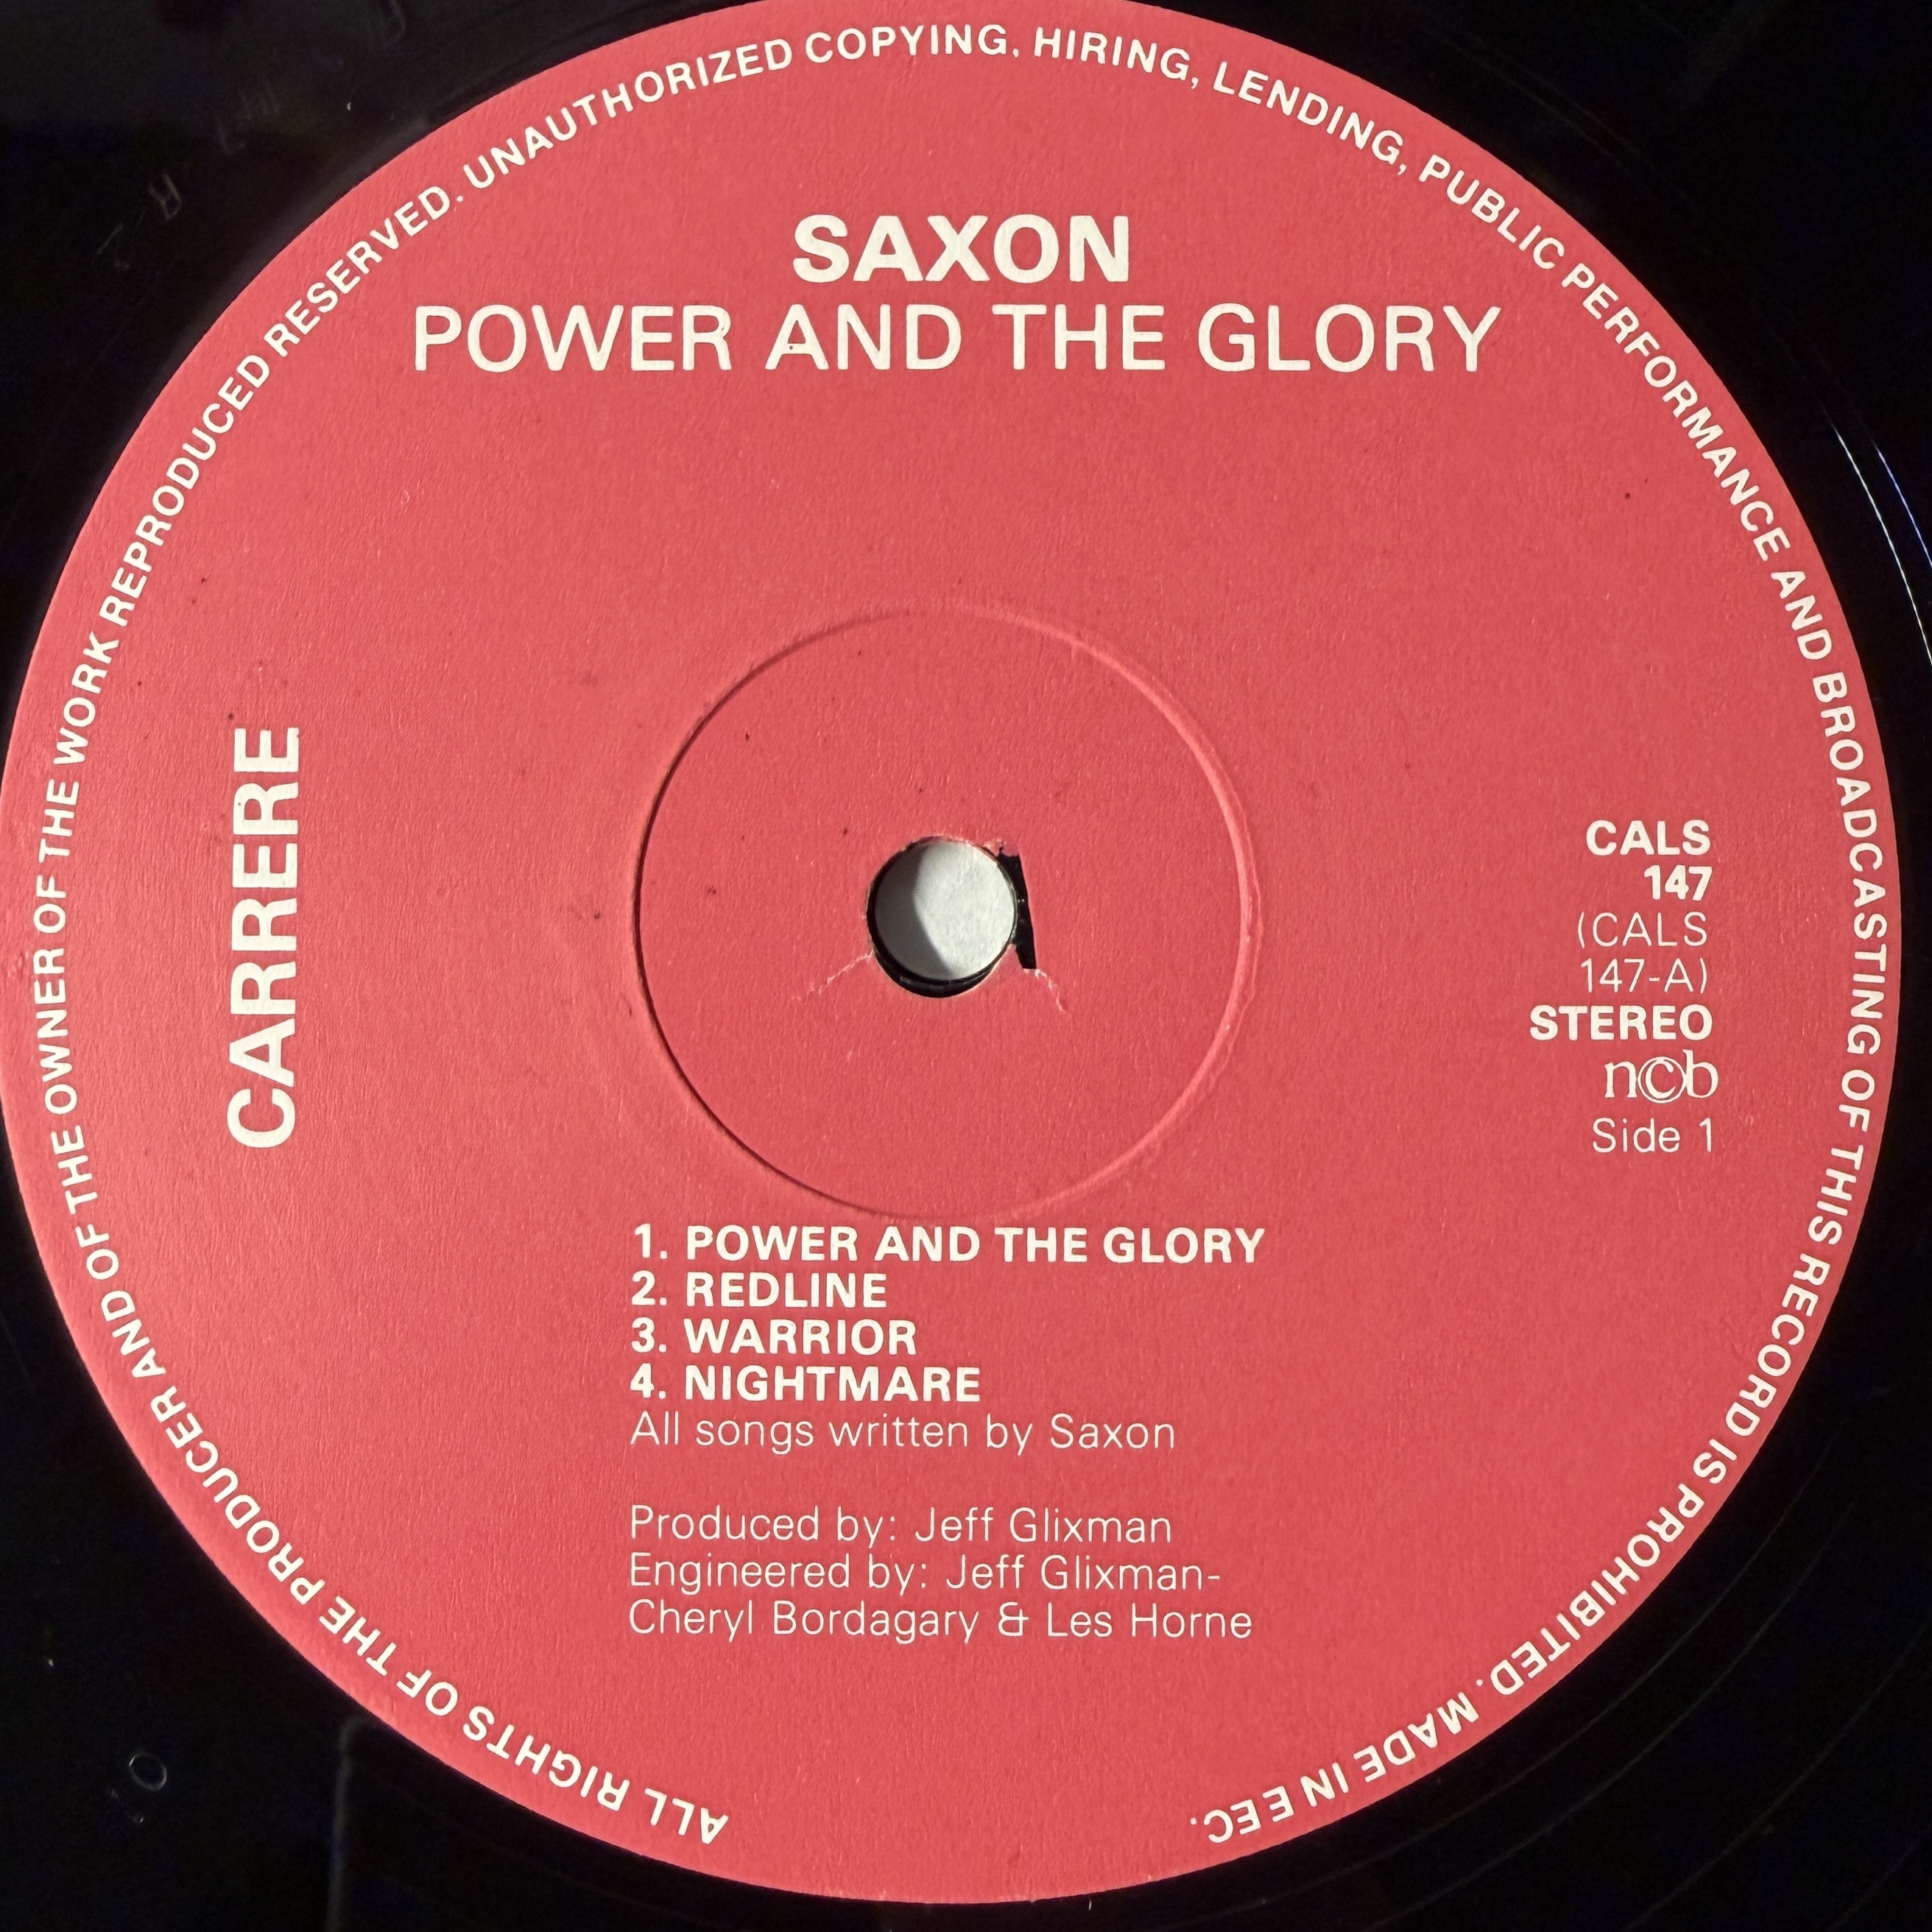 ALL RIGHTS OF THE PRODUCER AND OF THE OWNER OF THE WORK REPRODUCED RESERVED. UNAUTHORIZED COPYING, HIRING, LENDING, PUBLIC PERFORMANCE AND BROADCASTING OF THIS RECORD IS PROHIBITED. MADE IN EEC.
SAXON
POWER AND THE GLORY
CARRERE
CALS
147
(CALS
147-A)
STEREO
n©b
Side 1
1. POWER AND THE GLORY
2. REDLINE
3. WARRIOR
4. NIGHTMARE
All songs written by Saxon
Produced by: Jeff Glixman
Engineered by: Jeff Glixman-
Cheryl Bordagary & Les Horne